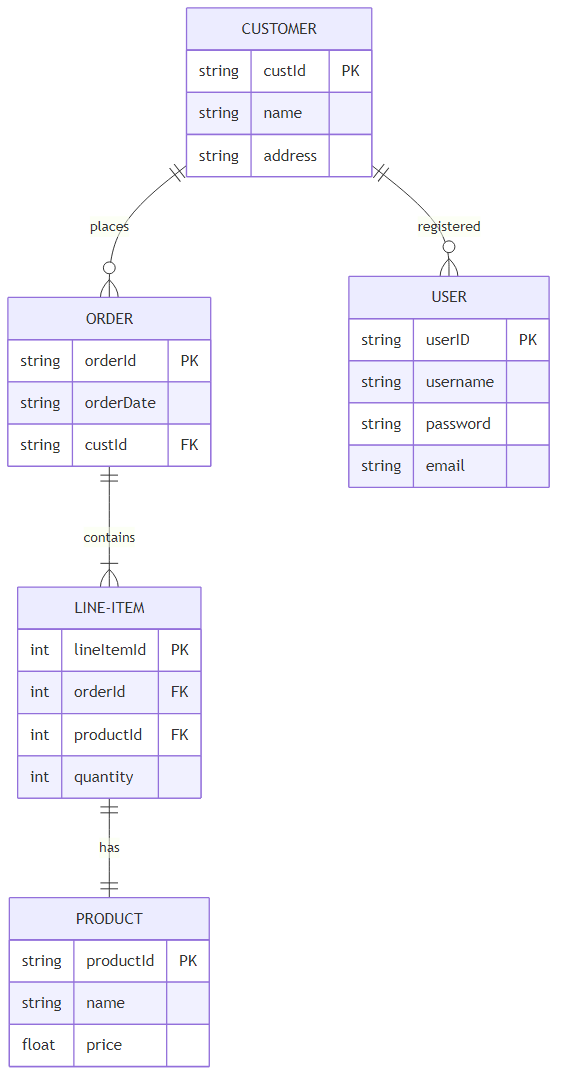 CUSTOMER
string custId PK
string name
string address
places
registered
ORDER
string orderId PK
string orderDate
string custId FK
USER
string userID PK
string username
string password
string email
contains
LINE-ITEM
int lineItemId PK
int orderId FK
int productId FK
int quantity
has
PRODUCT
string productId PK
string name
float price